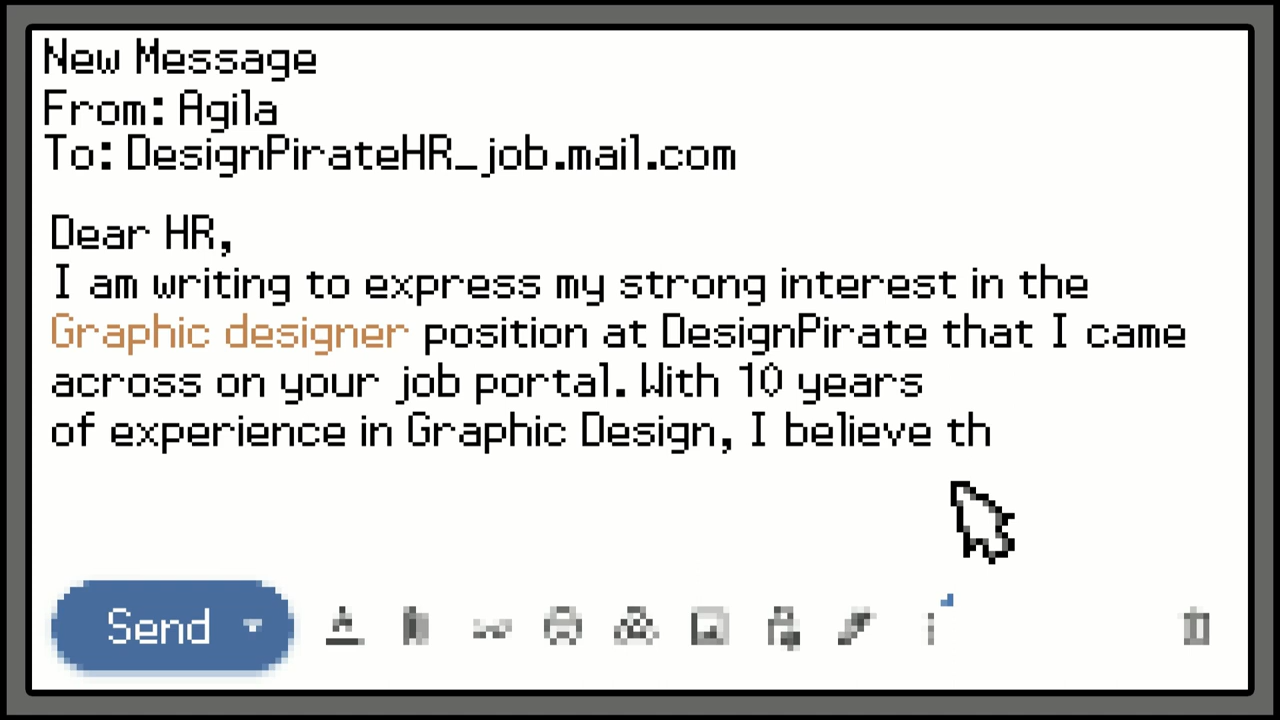 New Message
From: Agila
To: DesignPirateHR_job.mail.com
Dear HR,
I am writing to express my strong interest in the
Graphic designer position at DesignPirate that I came
across on your job portal. With 10 years
of experience in Graphic Design, I believe th
Send